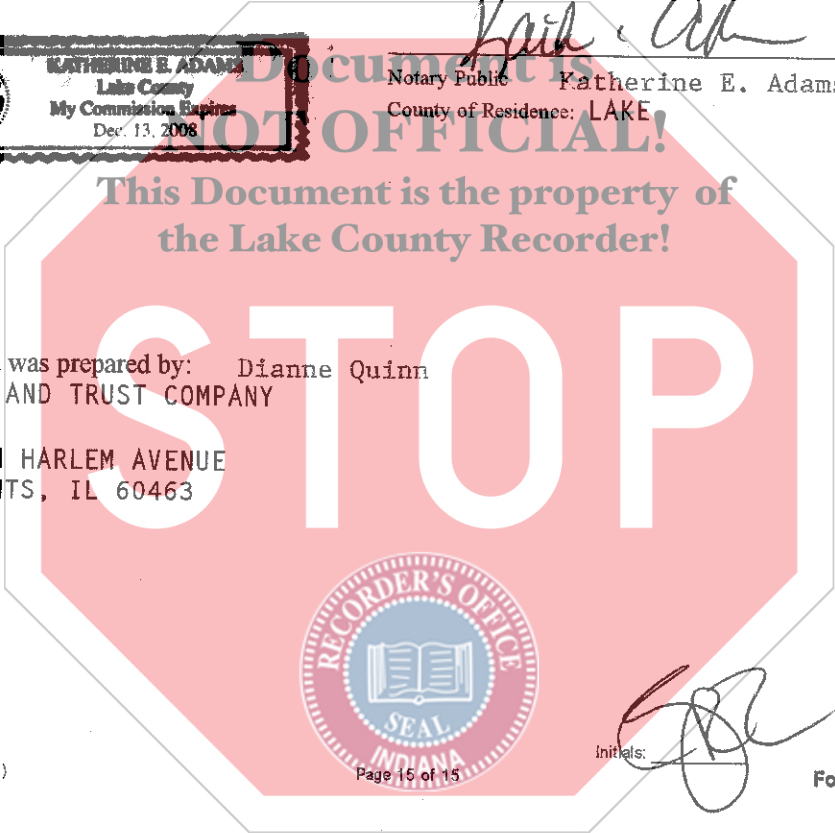 KATHERINE E. ADAMS
Lake County
My Commission Expires
Dec. 13, 2008
Document is
NOT OFFICIAL!
This Document is the property of
the Lake County Recorder!
Notary Public Katherine E. Adams
County of Residence: LAKE
STOP
was prepared by: Dianne Quinn
AND TRUST COMPANY
HARLEM AVENUE
TS, IL 60463
RECORDER'S OFFICE
SEAL
INDIANA
Page 15 of 15
Initials:
)
Fo